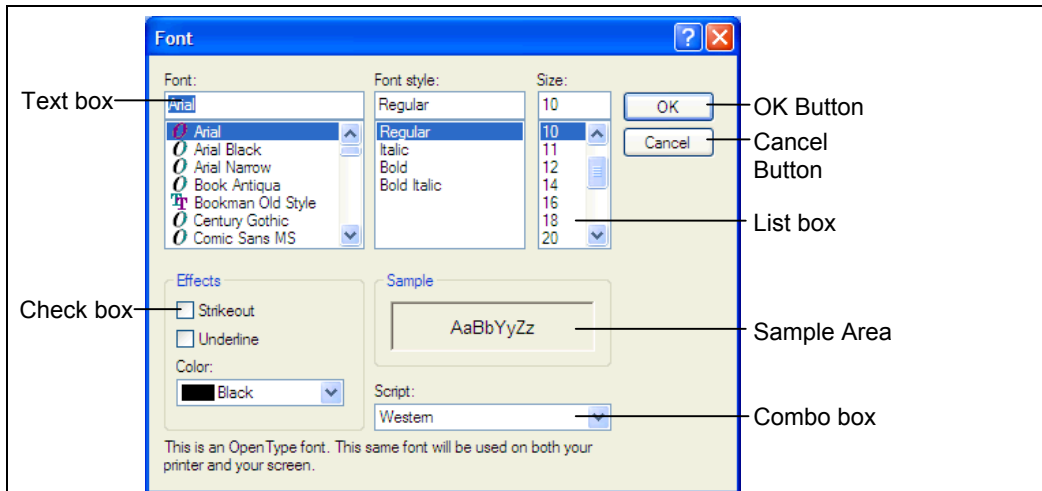 Font
?
Font:
Font style:
Size:
Text box
Arial
Regular
10
OK
OK Button
Arial
Arial Black
Arial Narrow
Book Antiqua
Bookman Old Style
Century Gothic
Comic Sans MS
Regular
Italic
Bold
Bold Italic
10
11
12
14
16
18
20
Cancel
Cancel
Button
List box
Effects
Sample
Check box
Strikeout
Underline
AaBbYyZz
Sample Area
Color:
Black
Script:
Western
Combo box
This is an OpenType font. This same font will be used on both your
printer and your screen.